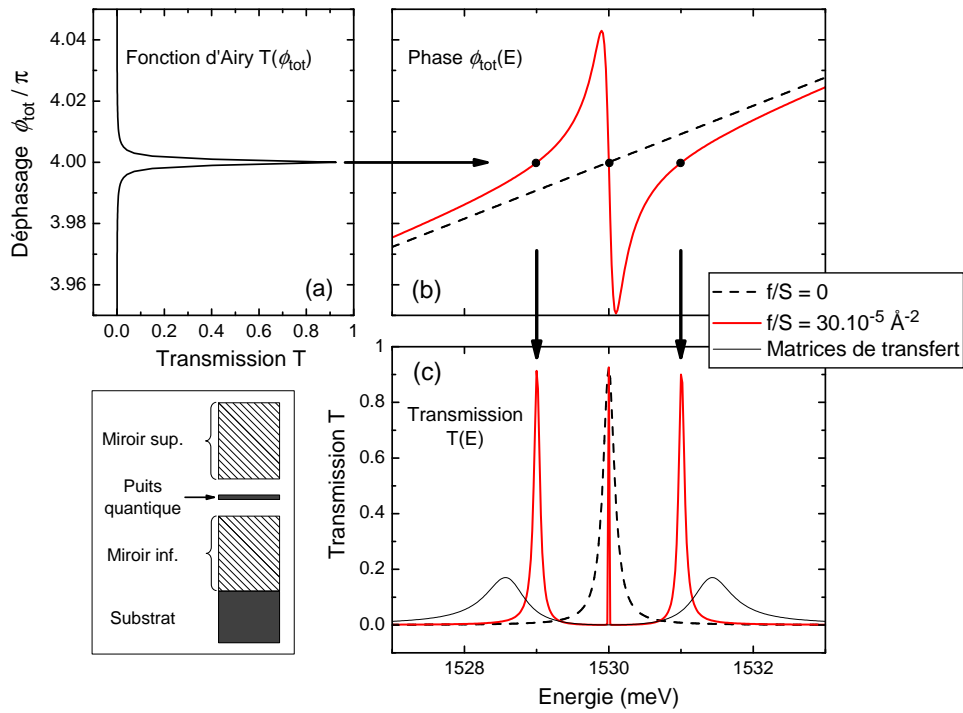 Fonction d'Airy T(ϕtot)
4.04
4.02
4.00
3.98
3.96
Déphasage ϕtot / π
(a)
0.0 0.2 0.4 0.6 0.8 1.0
Transmission T
Phase ϕtot(E)
(b)
f/S = 0
f/S = 30.10-5 Å-2
Matrices de transfert
(c)
Transmission
T(E)
1.0
0.8
0.6
0.4
0.2
0.0
Transmission T
1528 1530 1532
Energie (meV)
Miroir sup.
Puits
quantique
Miroir inf.
Substrat